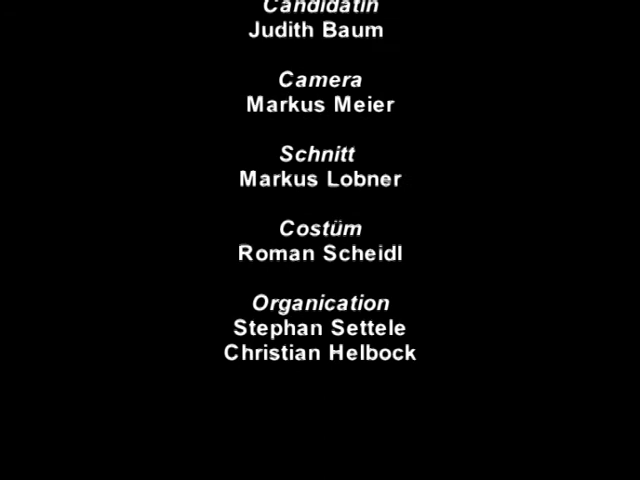 Candidatin
Judith Baum
Camera
Markus Meier
Schnitt
Markus Lobner
Costüm
Roman Scheidl
Organication
Stephan Settele
Christian Helbock